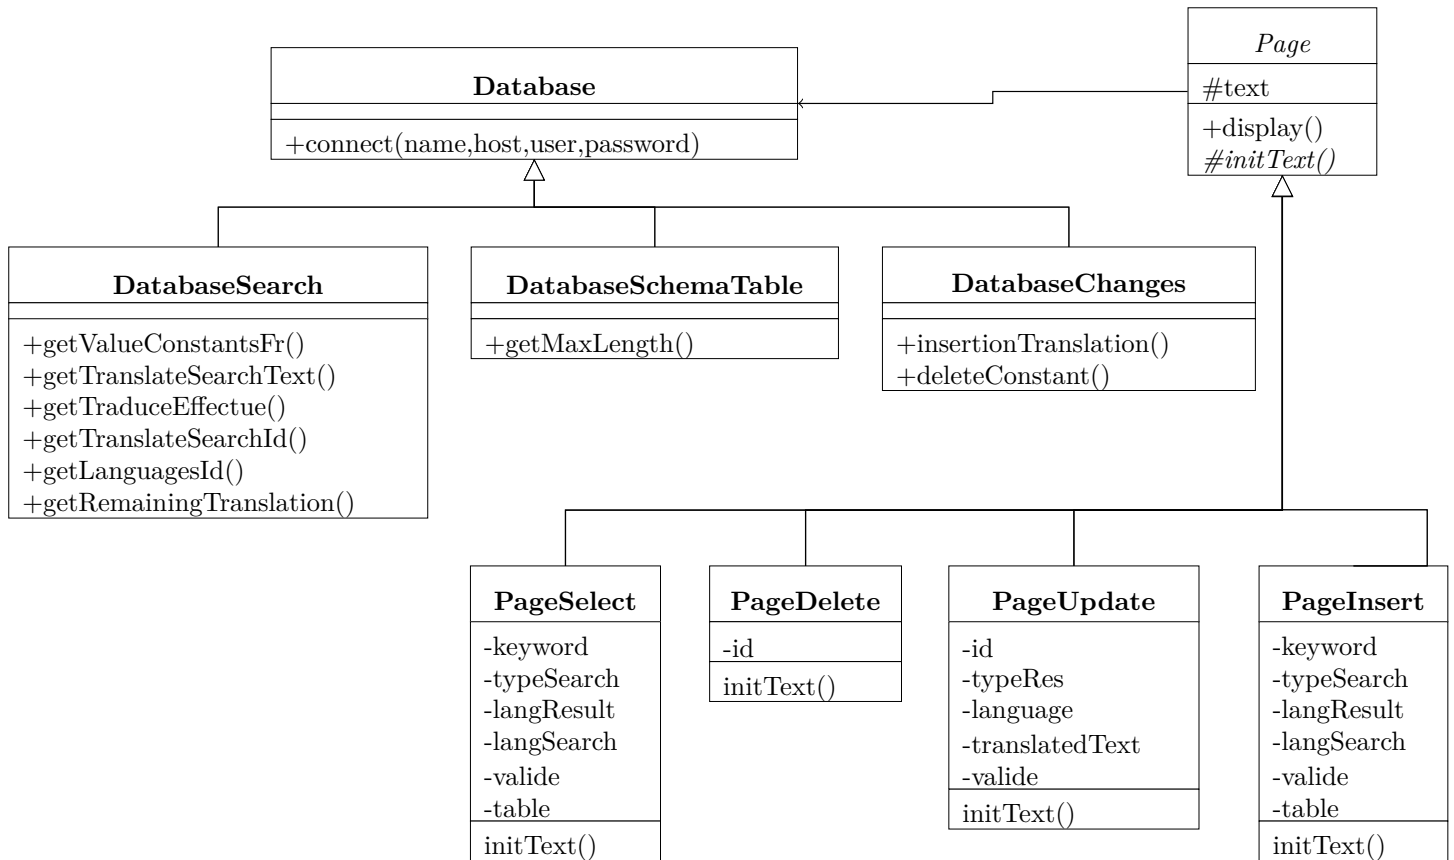 Database
+connect(name,host,user,password)
Page
#text
+display()
#initText()
DatabaseSearch
+getValueConstantsFr()
+getTranslateSearchText()
+getTraduceEffectue()
+getTranslateSearchId()
+getLanguagesId()
+getRemainingTranslation()
DatabaseSchemaTable
+getMaxLength()
DatabaseChanges
+insertionTranslation()
+deleteConstant()
PageSelect
-keyword
-typeSearch
-langResult
-langSearch
-valide
-table
initText()
PageDelete
-id
initText()
PageUpdate
-id
-typeRes
-language
-translatedText
-valide
initText()
PageInsert
-keyword
-typeSearch
-langResult
-langSearch
-valide
-table
initText()